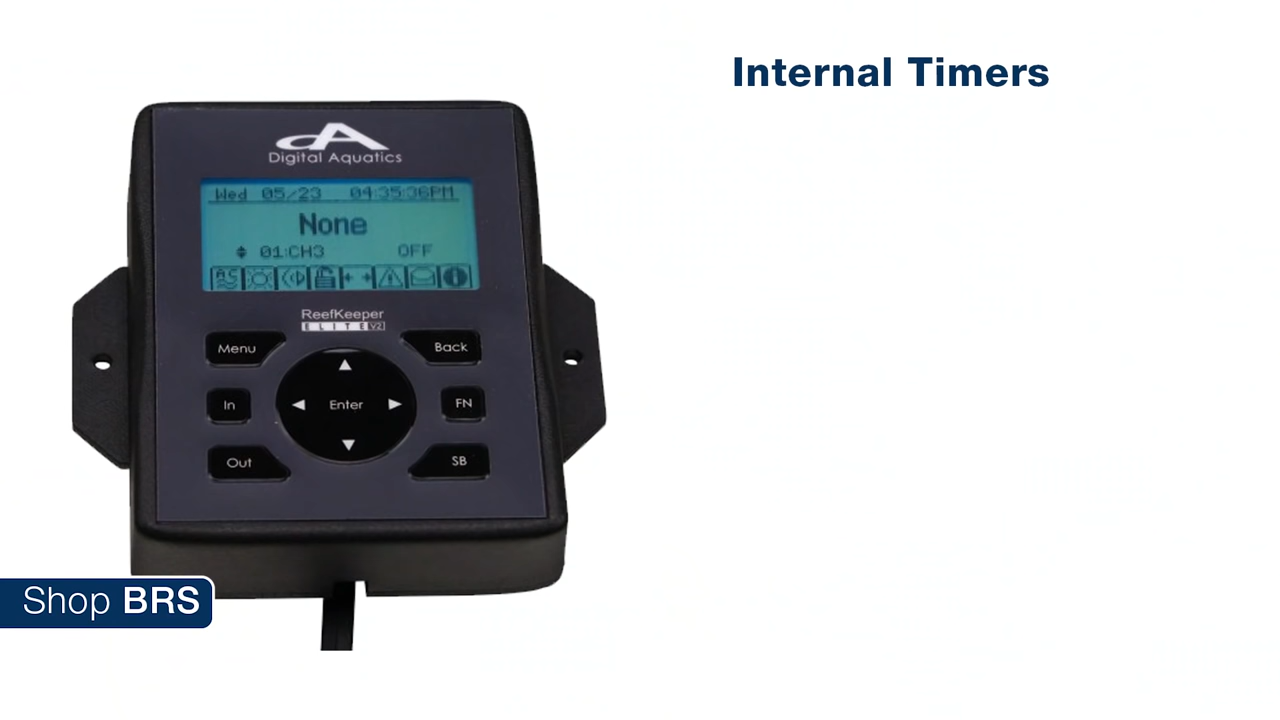 Internal Timers
dA
Digital Aquatics
Wed 05/23 04:35:36PM
None
01:CH3 OFF
ReefKeeper
ELITE V2
Menu
Back
In
Enter
FN
Out
SB
Shop BRS